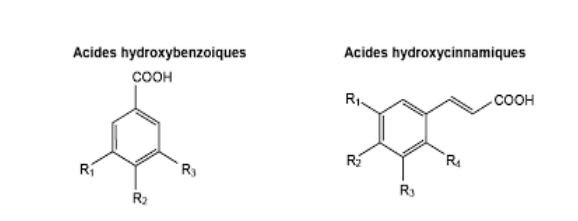 Acides hydroxybenzoiques
COOH
R1
R2
R3
Acides hydroxycinnamiques
R1
COOH
R2
R4
R3